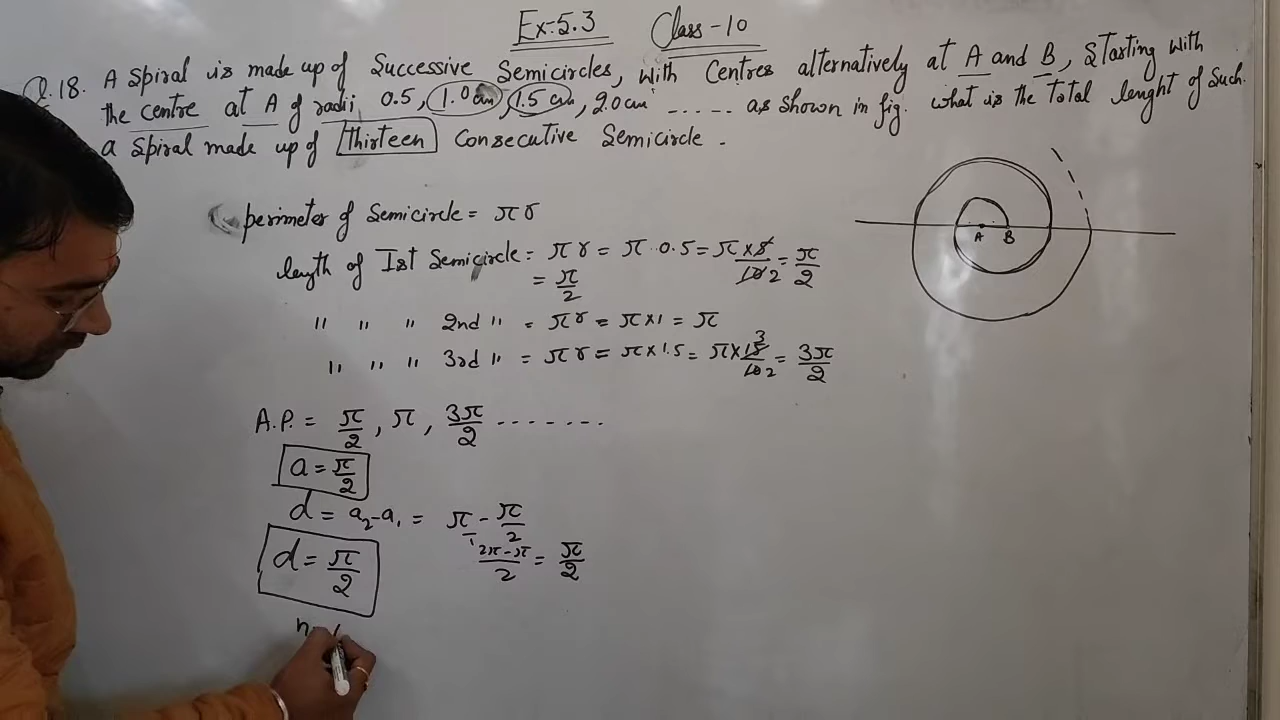 Ex:5.3 Class-10
Q.18. A Spiral is made up of Successive Semicircles, with Centres alternatively at A and B, Starting with
the centre at A of radii 0.5, 1.0 cm, 1.5 cm, 2.0 cm ...... as shown in fig. what is the Total lenght of Such
a Spiral made up of thirteen Consecutive Semicircle.
perimeter of Semicircle = πr
length of Ist Semicircle = πr = π·0.5 = π×5/10 2 = π/2
= π/2
" " " 2nd " = πr = π×1 = π
" " " 3rd " = πr = π×1.5 = π×15 3/10 2 = 3π/2
A.P. = π/2, π, 3π/2 .......
a = π/2
d = a₂-a₁ = π/1 - π/2
d = π/2
2π-π/2 = π/2
n
A B